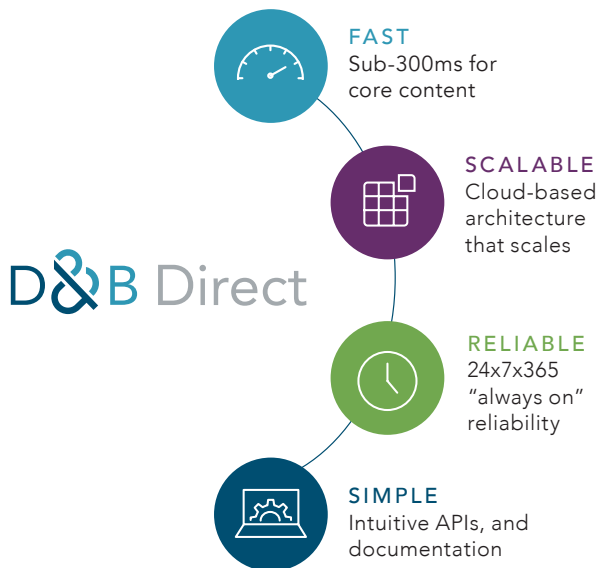 FAST
Sub-300ms for
core content
SCALABLE
Cloud-based
architecture
that scales
D&B Direct
RELIABLE
24x7x365
“always on”
reliability
SIMPLE
Intuitive APIs, and
documentation